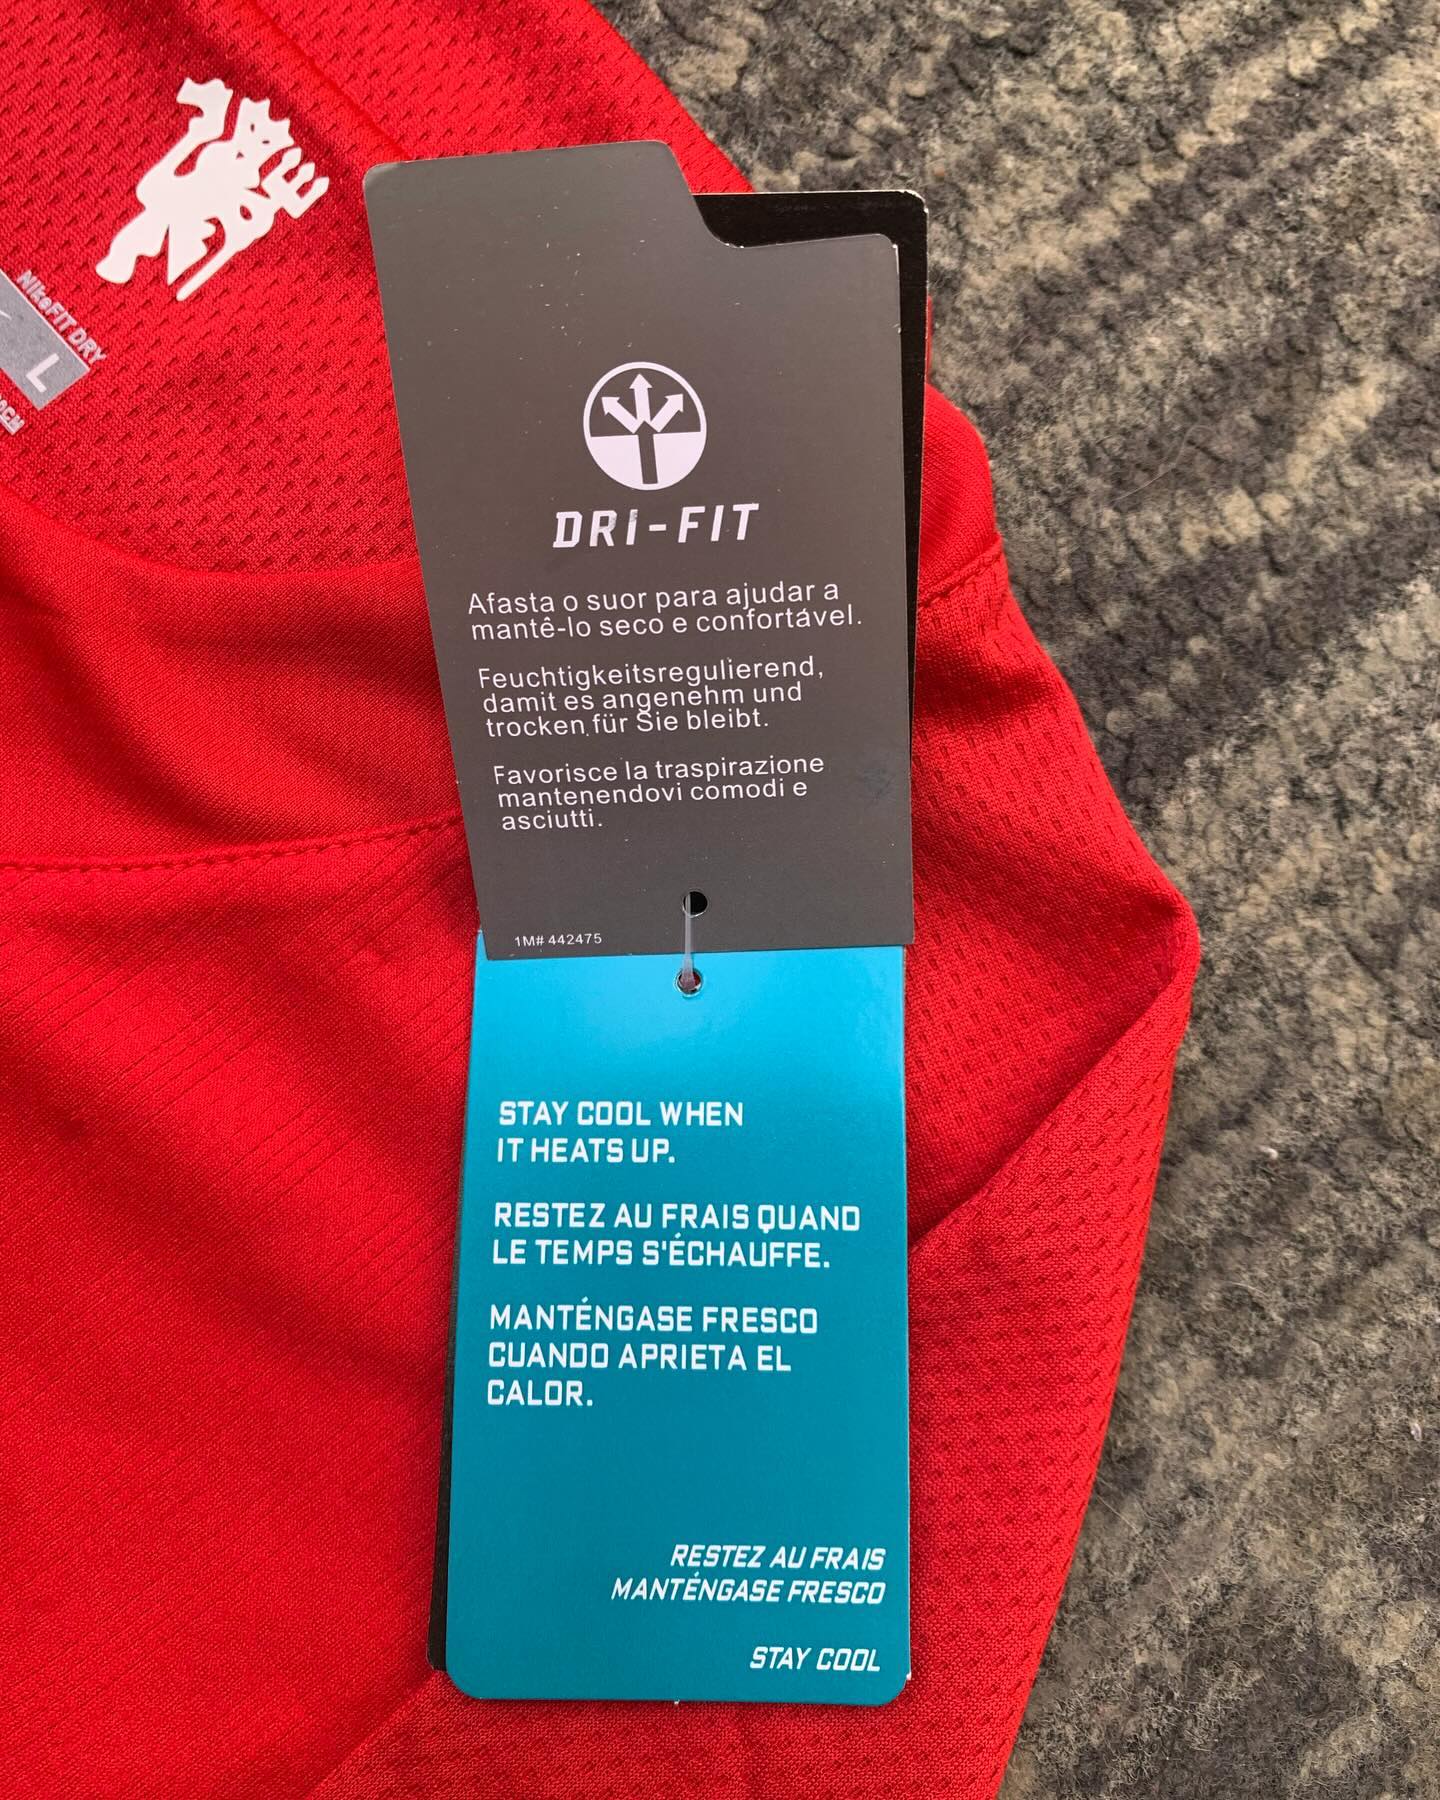 NikeFIT DRY
L
DRI-FIT
Afasta o suor para ajudar a
mantê-lo seco e confortável.
Feuchtigkeitsregulierend,
damit es angenehm und
trocken für Sie bleibt.
Favorisce la traspirazione
mantenendovi comodi e
asciutti.
1M# 442475
STAY COOL WHEN
IT HEATS UP.
RESTEZ AU FRAIS QUAND
LE TEMPS S'ÉCHAUFFE.
MANTÉNGASE FRESCO
CUANDO APRIETA EL
CALOR.
RESTEZ AU FRAIS
MANTÉNGASE FRESCO
STAY COOL